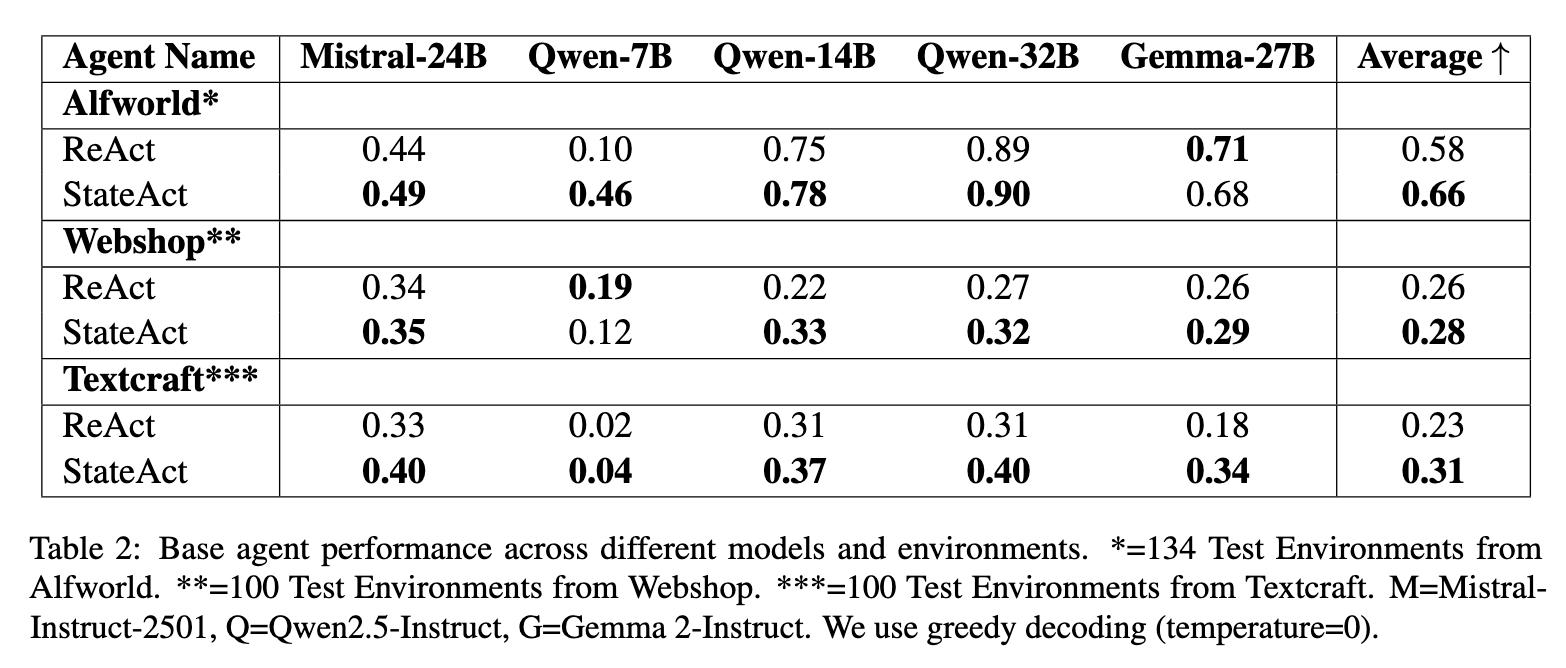 Agent Name Mistral-24B Qwen-7B Qwen-14B Qwen-32B Gemma-27B Average ↑
Alfworld*
ReAct 0.44 0.10 0.75 0.89 0.71 0.58
StateAct 0.49 0.46 0.78 0.90 0.68 0.66
Webshop**
ReAct 0.34 0.19 0.22 0.27 0.26 0.26
StateAct 0.35 0.12 0.33 0.32 0.29 0.28
Textcraft***
ReAct 0.33 0.02 0.31 0.31 0.18 0.23
StateAct 0.40 0.04 0.37 0.40 0.34 0.31
Table 2: Base agent performance across different models and environments. *=134 Test Environments from
Alfworld. **=100 Test Environments from Webshop. ***=100 Test Environments from Textcraft. M=Mistral-
Instruct-2501, Q=Qwen2.5-Instruct, G=Gemma 2-Instruct. We use greedy decoding (temperature=0).